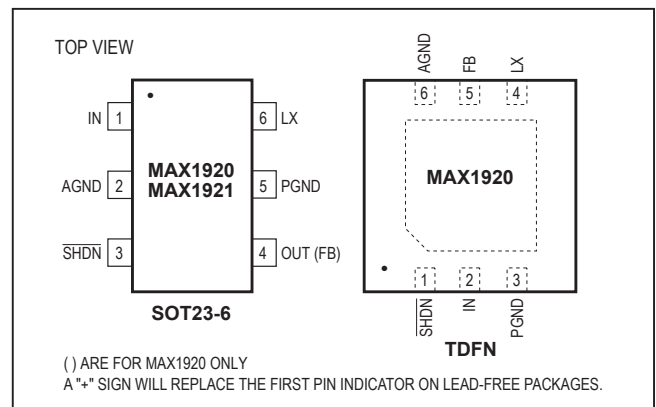 TOP VIEW
IN 1
AGND 2
SHDN 3
MAX1920
MAX1921
6 LX
5 PGND
4 OUT (FB)
SOT23-6
AGND FB LX
6 5 4
MAX1920
1 2 3
SHDN IN PGND
TDFN
( ) ARE FOR MAX1920 ONLY
A "+" SIGN WILL REPLACE THE FIRST PIN INDICATOR ON LEAD-FREE PACKAGES.